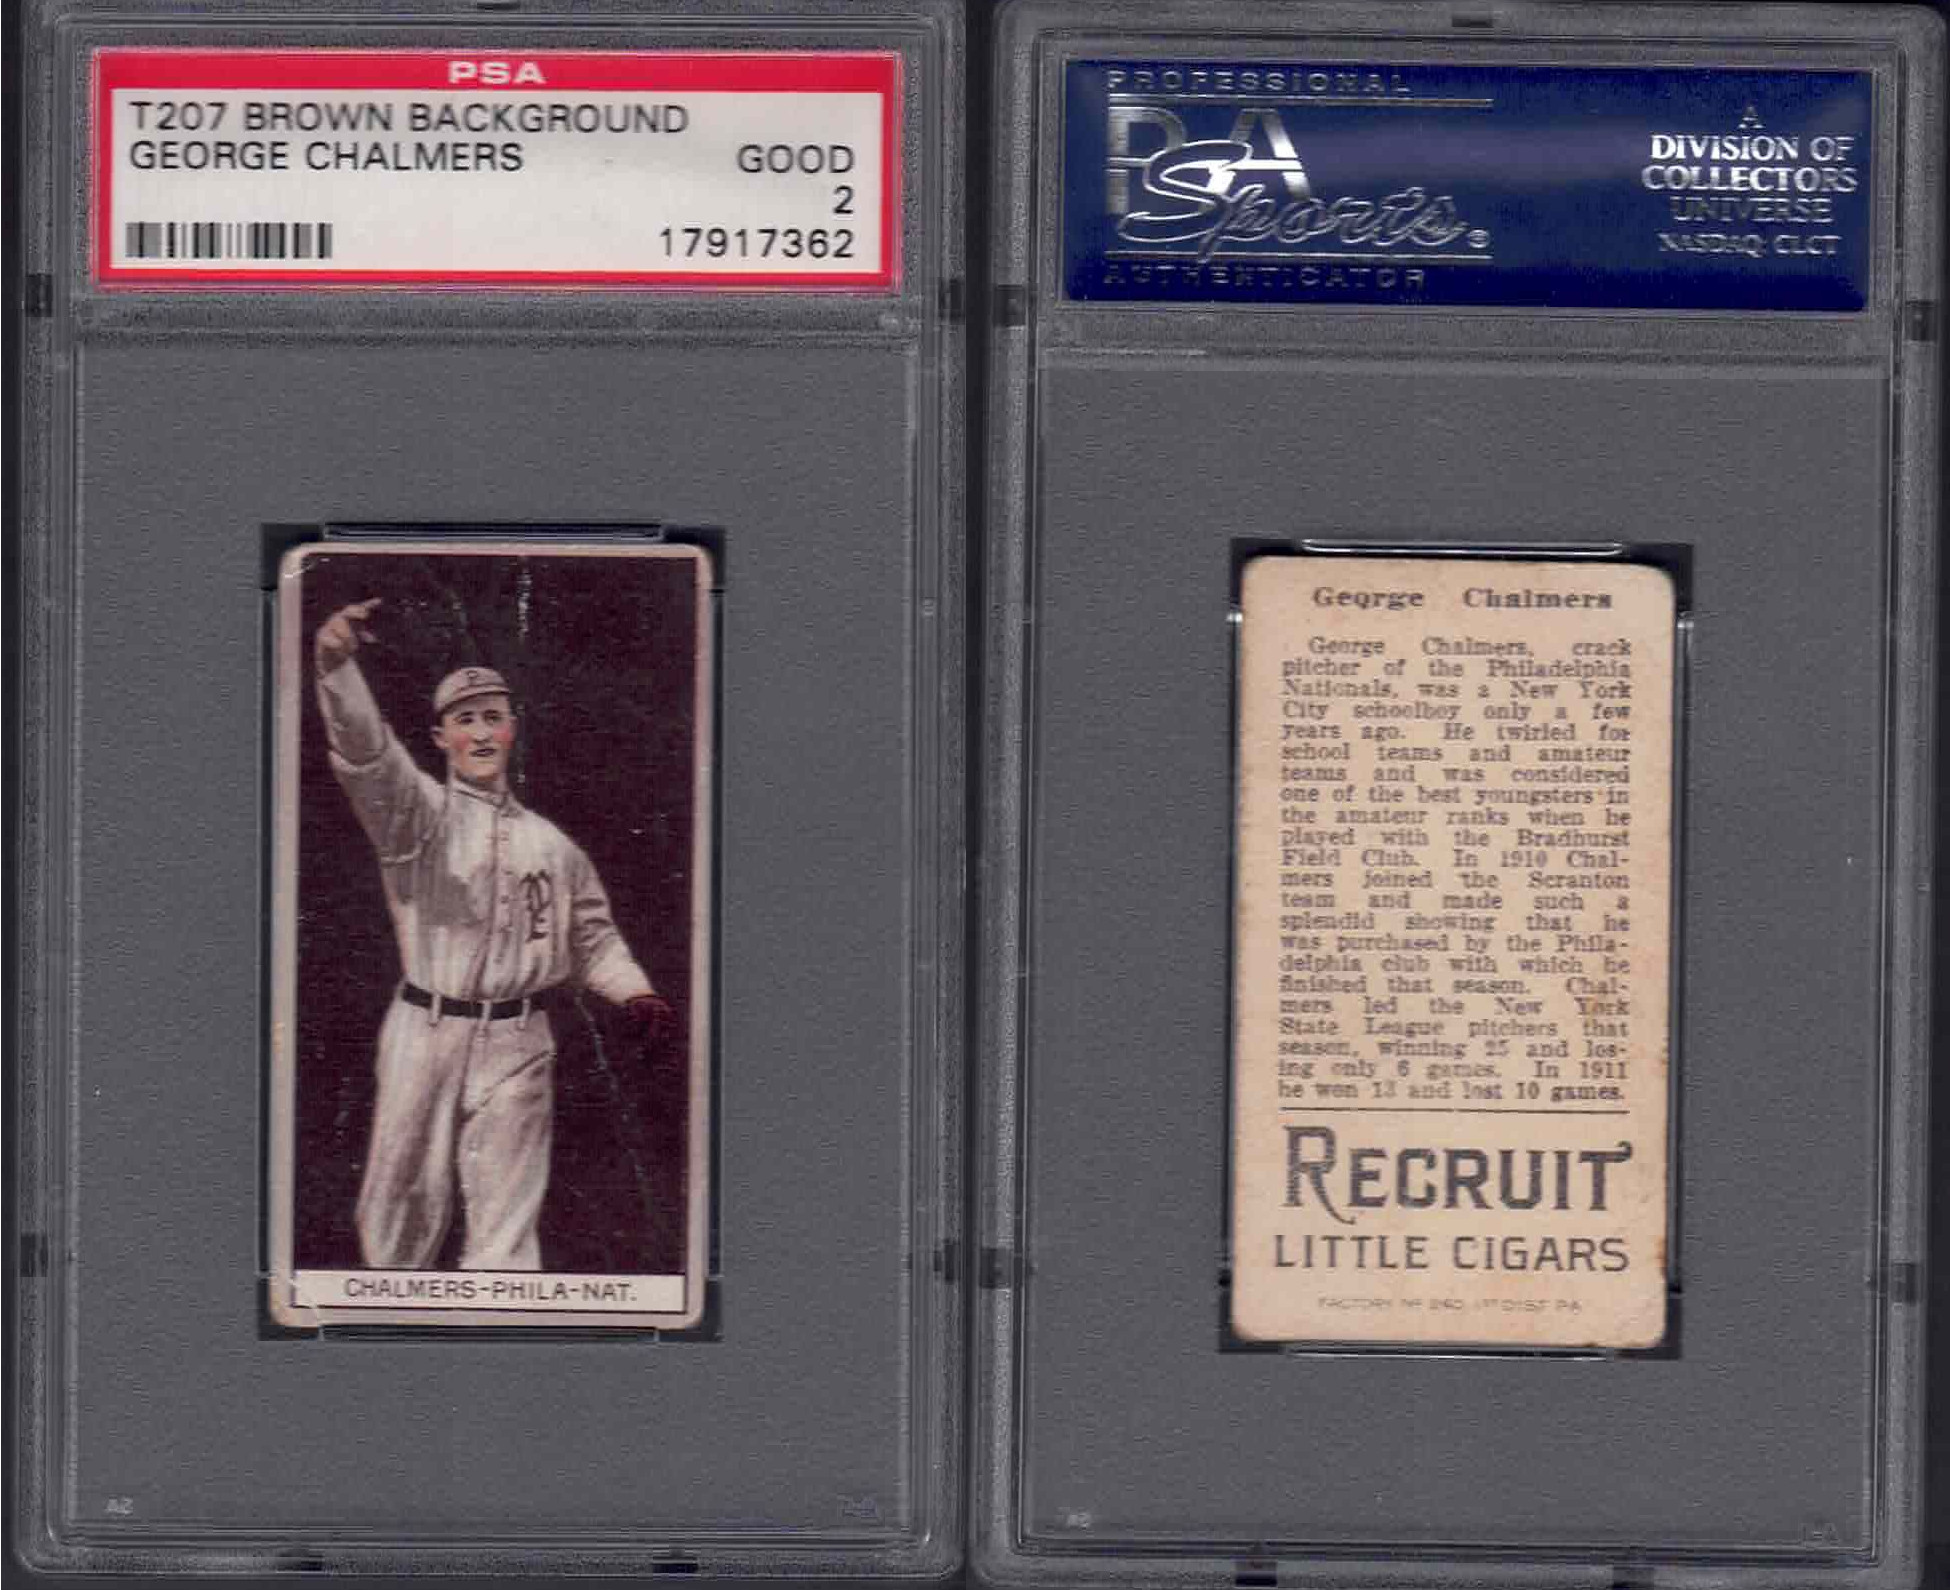 PSA
T207 BROWN BACKGROUND
GEORGE CHALMERS GOOD
2
17917362
P
P
CHALMERS-PHILA-NAT.
PROFESSIONAL
PSA
Sports®
AUTHENTICATOR
A
DIVISION OF
COLLECTORS
UNIVERSE
NASDAQ: CLCT
George Chalmers
George Chalmers, crack
pitcher of the Philadelphia
Nationals, was a New York
City schoolboy only a few
years ago. He twirled for
school teams and amateur
teams and was considered
one of the best youngsters in
the amateur ranks when he
played with the Bradhurst
Field Club. In 1910 Chal-
mers joined the Scranton
team and made such a
splendid showing that he
was purchased by the Phila-
delphia club with which he
finished that season. Chal-
mers led the New York
State League pitchers that
season, winning 25 and los-
ing only 6 games. In 1911
he won 13 and lost 10 games.
RECRUIT
LITTLE CIGARS
FACTORY Nº 240 1ST DIST PA